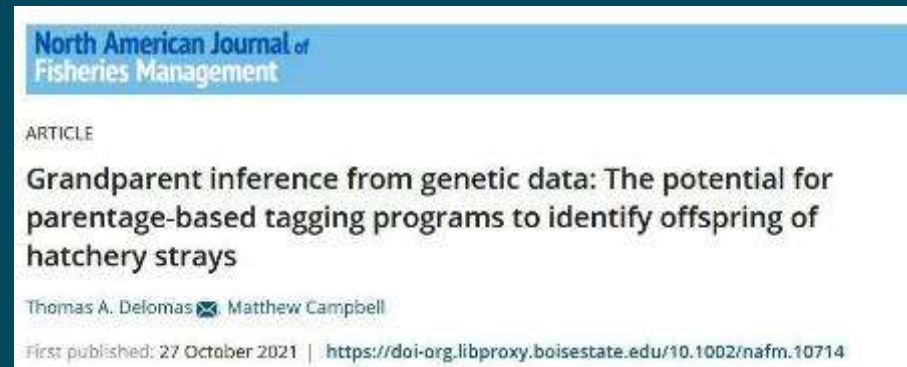 North American Journal of
Fisheries Management
ARTICLE
Grandparent inference from genetic data: The potential for
parentage-based tagging programs to identify offspring of
hatchery strays
Thomas A. Delomas, Matthew Campbell
First published: 27 October 2021 | https://doi-org.libproxy.boisestate.edu/10.1002/nafm.10714